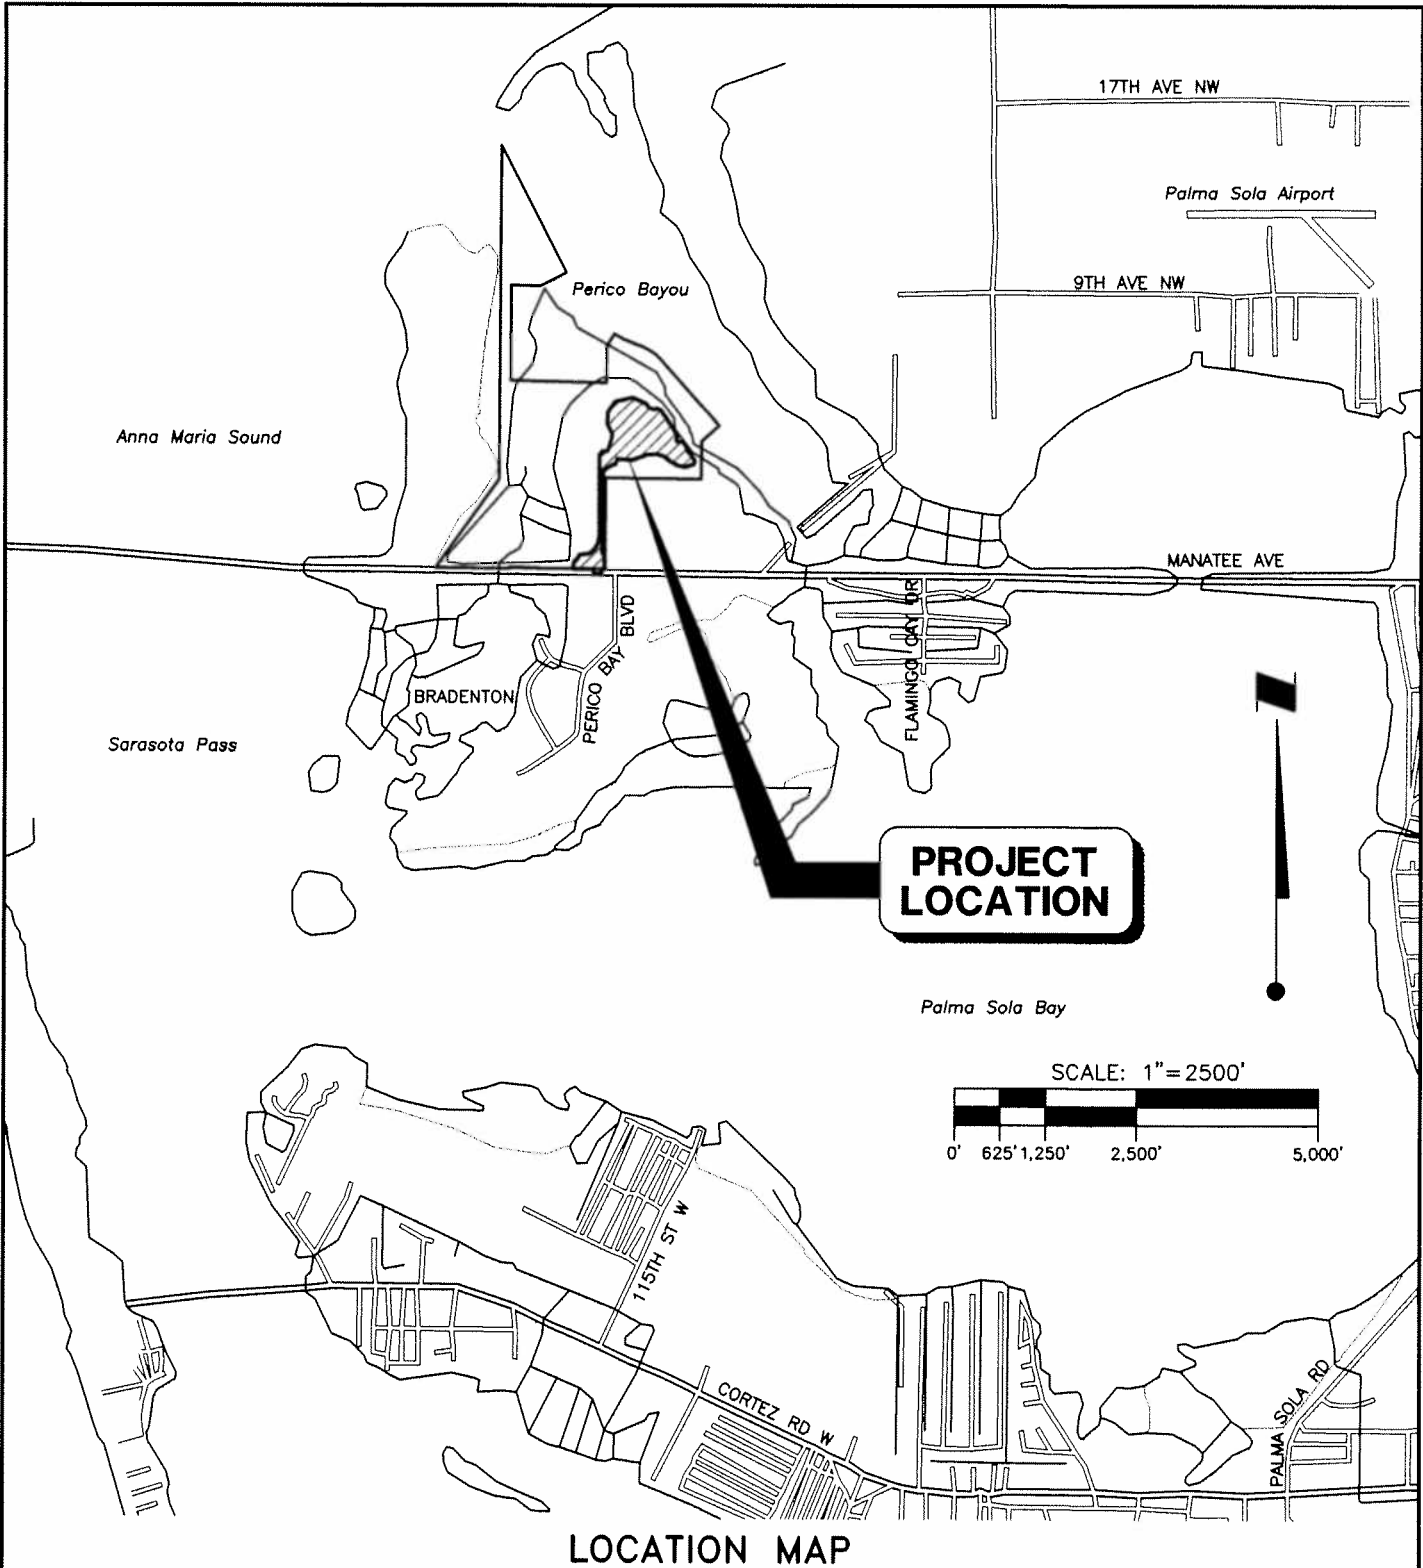 17TH AVE NW
Palma Sola Airport
9TH AVE NW
Perico Bayou
Anna Maria Sound
MANATEE AVE
PERICO BAY BLVD
FLAMINGO CAY DR
BRADENTON
Sarasota Pass
PROJECT
LOCATION
Palma Sola Bay
SCALE: 1"=2500'
0' 625' 1,250' 2,500' 5,000'
115TH ST W
CORTEZ RD W
PALMA SOLA RD
LOCATION MAP